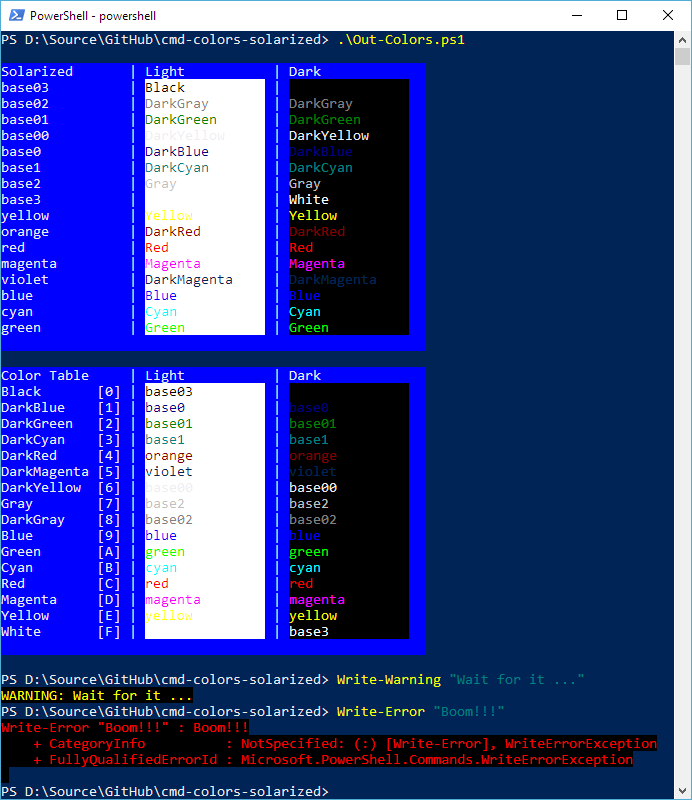 PowerShell - powershell
PS D:\Source\GitHub\cmd-colors-solarized> .\Out-Colors.ps1
Solarized | Light | Dark
base03 | Black |
base02 | DarkGray | DarkGray
base01 | DarkGreen | DarkGreen
base00 | DarkYellow | DarkYellow
base0 | DarkBlue | DarkBlue
base1 | DarkCyan | DarkCyan
base2 | Gray | Gray
base3 | | White
yellow | Yellow | Yellow
orange | DarkRed | DarkRed
red | Red | Red
magenta | Magenta | Magenta
violet | DarkMagenta | DarkMagenta
blue | Blue | Blue
cyan | Cyan | Cyan
green | Green | Green
Color Table | Light | Dark
Black [0] | base03 |
DarkBlue [1] | base0 | base0
DarkGreen [2] | base01 | base01
DarkCyan [3] | base1 | base1
DarkRed [4] | orange | orange
DarkMagenta [5] | violet | violet
DarkYellow [6] | base00 | base00
Gray [7] | base2 | base2
DarkGray [8] | base02 | base02
Blue [9] | blue | blue
Green [A] | green | green
Cyan [B] | cyan | cyan
Red [C] | red | red
Magenta [D] | magenta | magenta
Yellow [E] | yellow | yellow
White [F] | | base3
PS D:\Source\GitHub\cmd-colors-solarized> Write-Warning "Wait for it ..."
WARNING: Wait for it ...
PS D:\Source\GitHub\cmd-colors-solarized> Write-Error "Boom!!!"
Write-Error "Boom!!!" : Boom!!!
+ CategoryInfo : NotSpecified: (:) [Write-Error], WriteErrorException
+ FullyQualifiedErrorId : Microsoft.PowerShell.Commands.WriteErrorException
PS D:\Source\GitHub\cmd-colors-solarized>